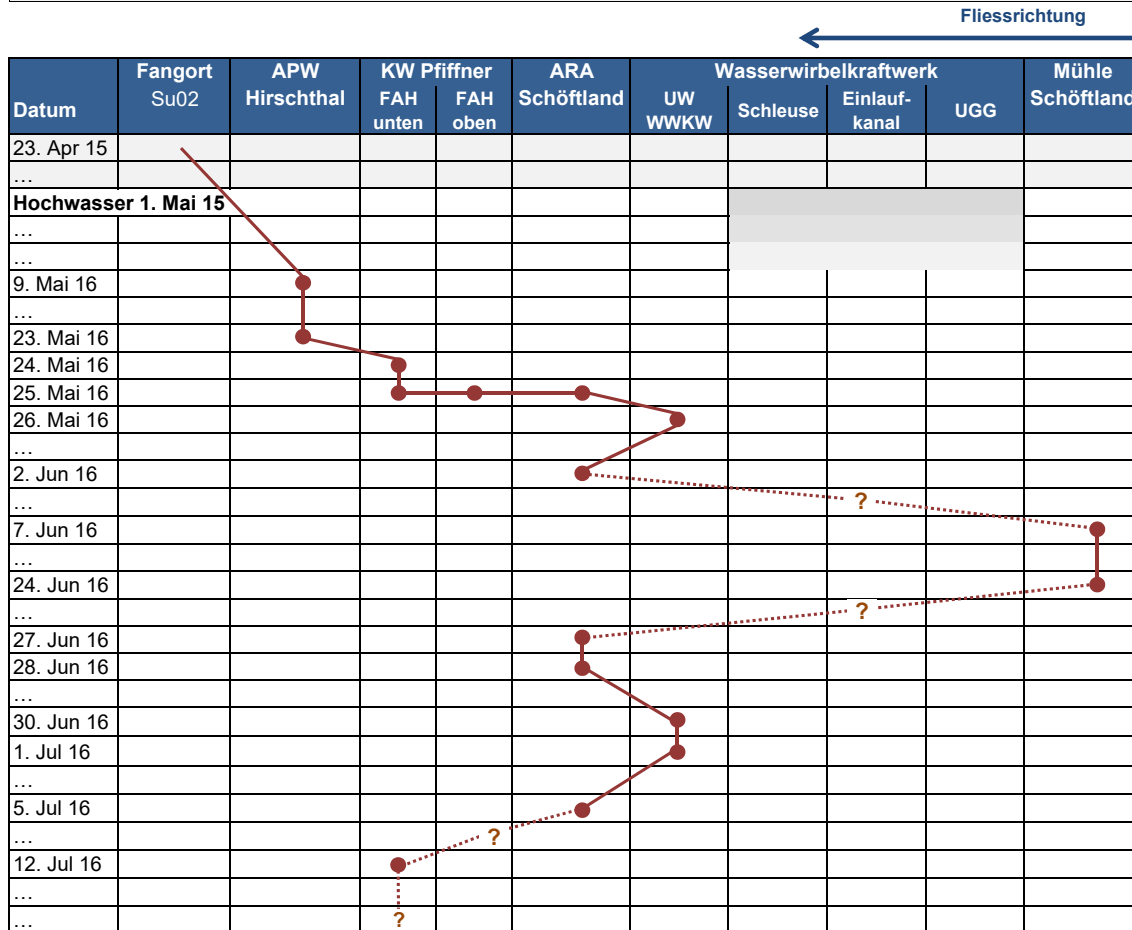 Fliessrichtung
Datum
Fangort Su02
APW Hirschthal
KW Pfiffner
FAH unten
FAH oben
ARA Schöftland
Wasserwirbelkraftwerk
UW WWKW
Schleuse
Einlauf-
kanal
UGG
Mühle Schöftland
23. Apr 15
…
Hochwasser 1. Mai 15
…
…
9. Mai 16
…
23. Mai 16
24. Mai 16
25. Mai 16
26. Mai 16
…
2. Jun 16
… ?
7. Jun 16
…
24. Jun 16
… ?
27. Jun 16
28. Jun 16
…
30. Jun 16
1. Jul 16
…
5. Jul 16
… ?
12. Jul 16
…
… ?